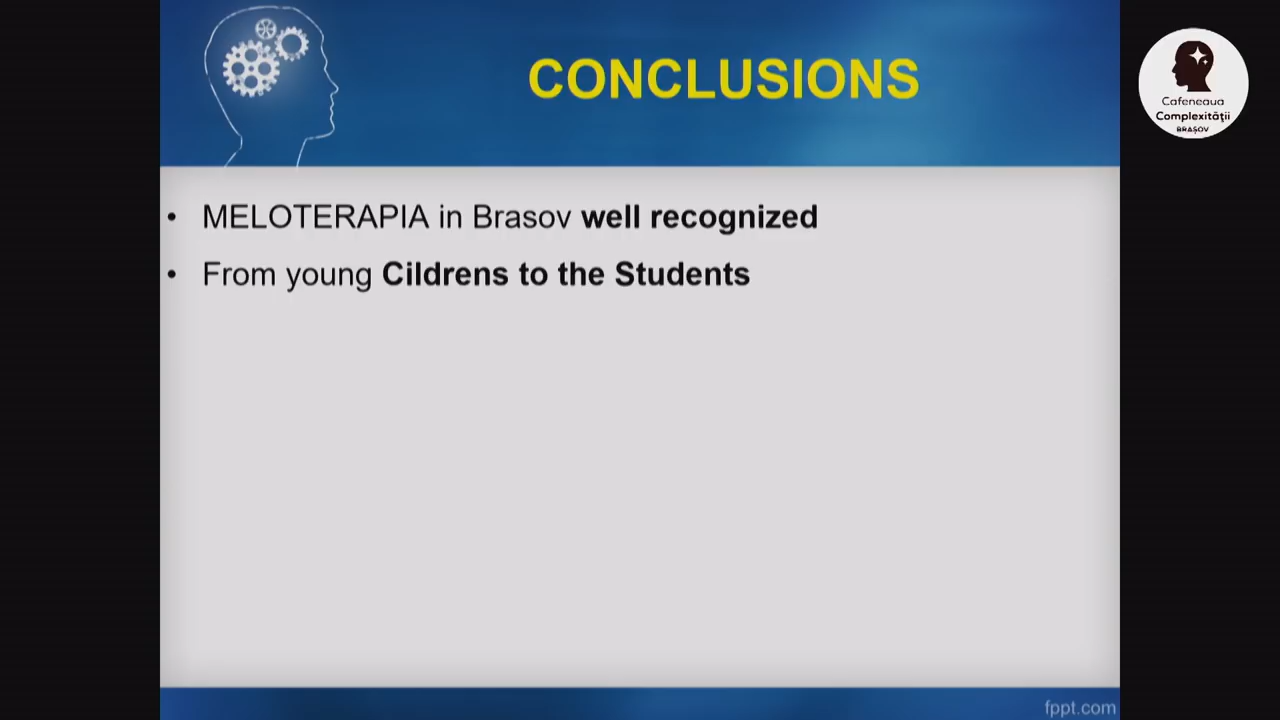 CONCLUSIONS
Cafeneaua
Complexității
BRAȘOV
• MELOTERAPIA in Brasov well recognized
• From young Cildrens to the Students
fppt.com